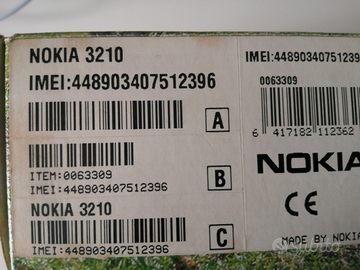 NOKIA 3210
IMEI:448903407512396
A
ITEM:0063309
IMEI:448903407512396
B
NOKIA 3210
IMEI:448903407512396
C
IMEI:44890340751239
0063309
6 417182 112362
NOKIA
CE
MADE BY NOKIA